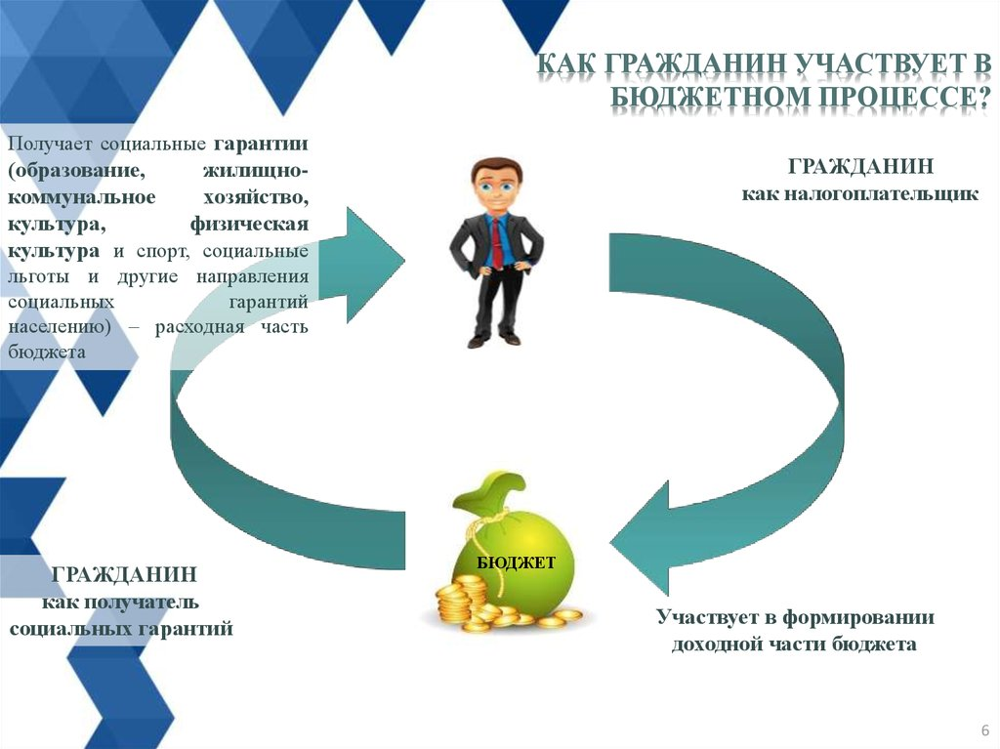 КАК ГРАЖДАНИН УЧАСТВУЕТ В
БЮДЖЕТНОМ ПРОЦЕССЕ?
Получает социальные гарантии
(образование, жилищно-
коммунальное хозяйство,
культура, физическая
культура и спорт, социальные
льготы и другие направления
социальных гарантий
населению) – расходная часть
бюджета
ГРАЖДАНИН
как налогоплательщик
БЮДЖЕТ
ГРАЖДАНИН
как получатель
социальных гарантий
Участвует в формировании
доходной части бюджета
6